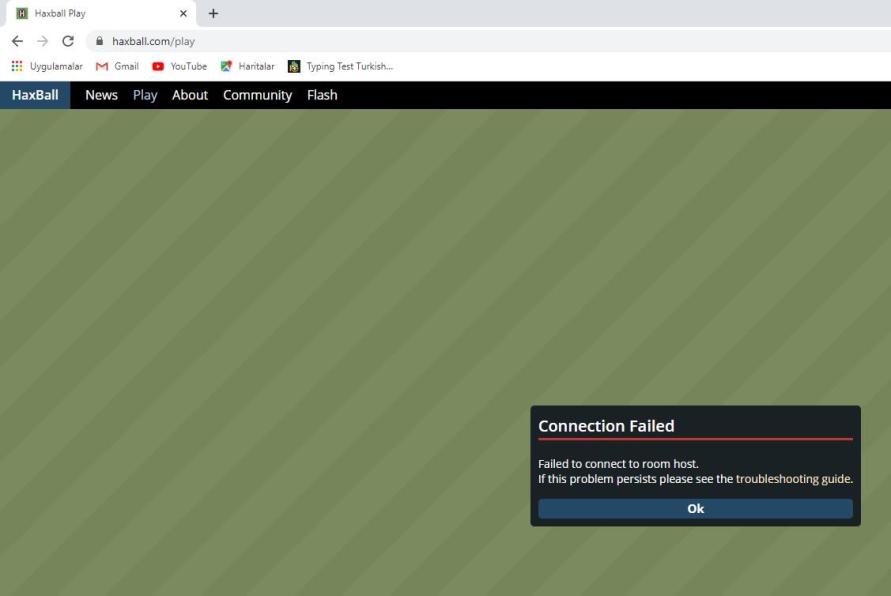 Haxball Play
haxball.com/play
Uygulamalar Gmail YouTube Haritalar Typing Test Turkish...
HaxBall News Play About Community Flash
Connection Failed
Failed to connect to room host.
If this problem persists please see the troubleshooting guide.
Ok